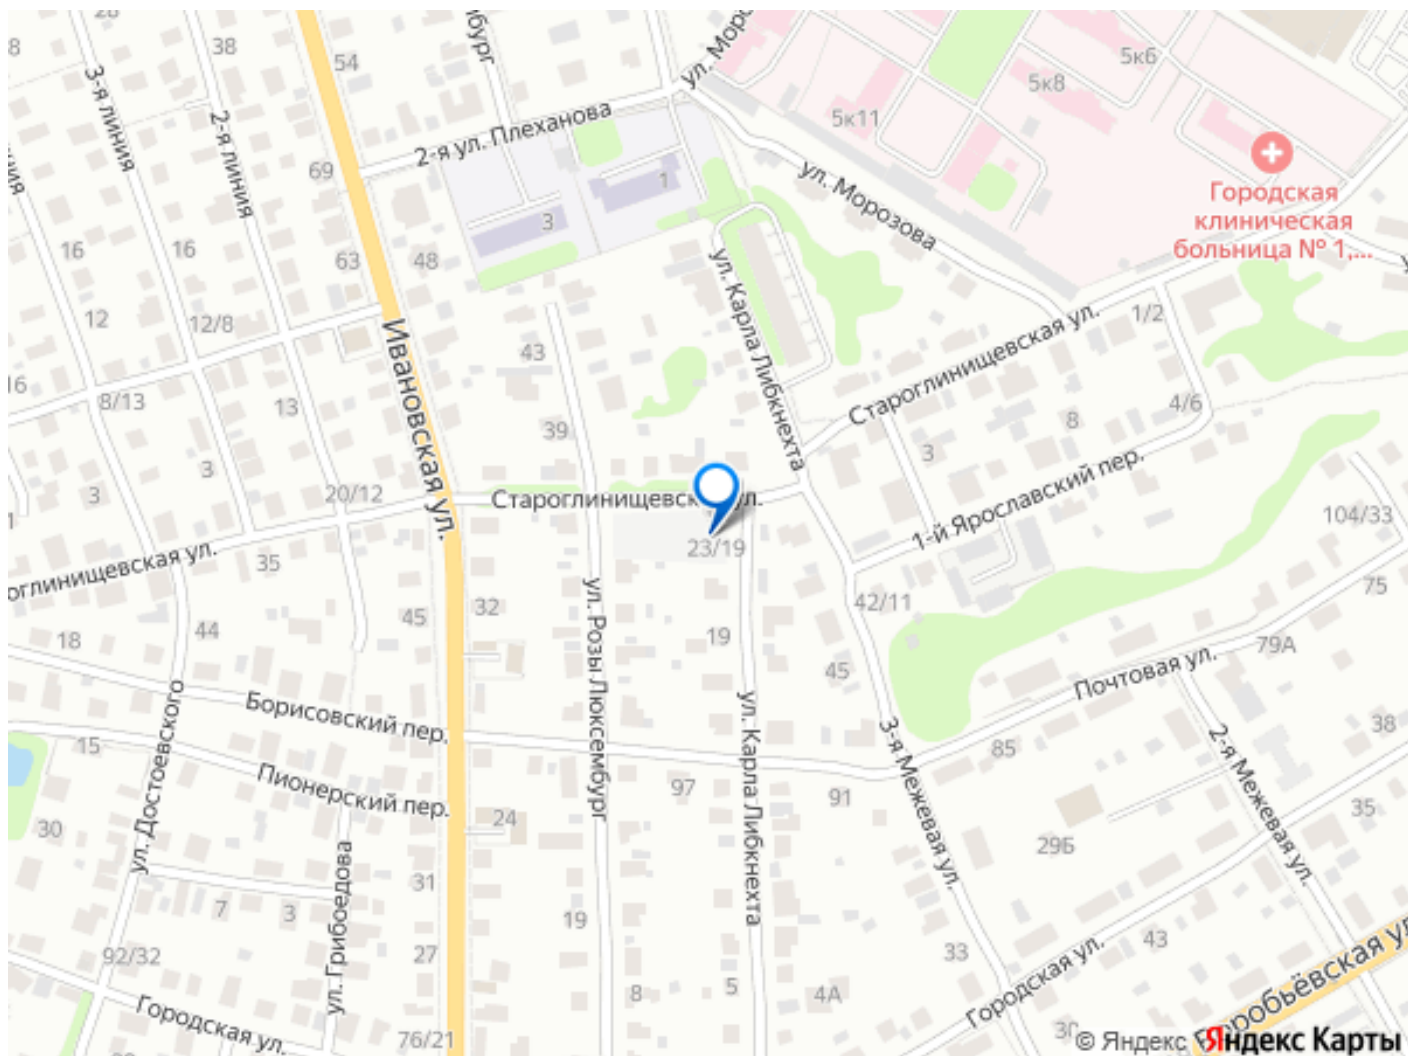 28
8
38
54
5к6
5к8
5к11
ул. Моро
2-я ул. Плеханова
3-я линия
2-я линия
69
1
3
ул. Морозова
Городская
клиническая
больница № 1,...
16
16
63
48
12
12/8
1/2
Ивановская ул.
43
ул. Карла Либкнехта
Староглинищевская ул.
16
8/13
13
4/6
8
3
39
3
3
20/12
1-й Ярославский пер.
104/33
23/19
35
75
42/11
32
45
44
18
19
45
79А
ул. Розы Люксембург
Почтовая ул.
Борисовский пер.
ул. Карла Либкнехта
3-я Межевая ул.
2-я Межевая ул.
38
15
85
ул. Достоевского
Пионерский пер.
97
91
35
30
24
29Б
ул. Грибоедова
31
7
3
19
43
33
92/32
27
Городская ул.
8
5
4А
Городская ул.
76/21
30
© Яндекс Яндекс Карты